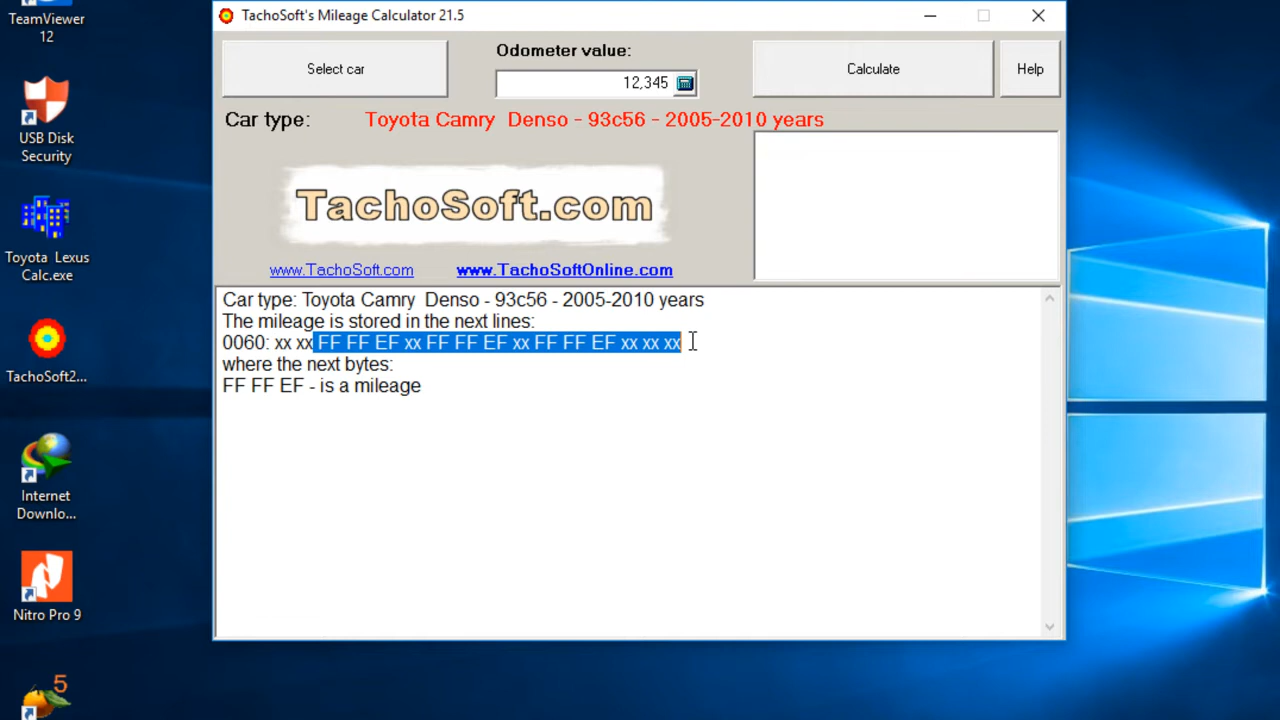 TeamViewer
12
USB Disk
Security
Toyota Lexus
Calc.exe
TachoSoft2...
Internet
Downlo...
Nitro Pro 9
5
TachoSoft's Mileage Calculator 21.5
Select car
Odometer value:
12,345
Calculate
Help
Car type: Toyota Camry Denso - 93c56 - 2005-2010 years
TachoSoft.com
www.TachoSoft.com www.TachoSoftOnline.com
Car type: Toyota Camry Denso - 93c56 - 2005-2010 years
The mileage is stored in the next lines:
0060: xx xx FF FF EF xx FF FF EF xx FF FF EF xx xx xx
where the next bytes:
FF FF EF - is a mileage